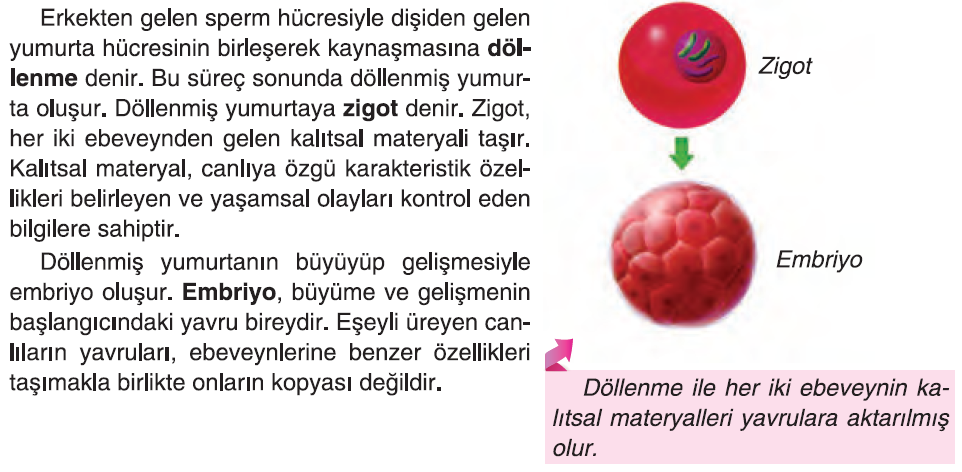 Erkekten gelen sperm hücresiyle dişiden gelen
yumurta hücresinin birleşerek kaynaşmasına döl-
lenme denir. Bu süreç sonunda döllenmiş yumur-
ta oluşur. Döllenmiş yumurtaya zigot denir. Zigot,
her iki ebeveynden gelen kalıtsal materyali taşır.
Kalıtsal materyal, canlıya özgü karakteristik özel-
likleri belirleyen ve yaşamsal olayları kontrol eden
bilgilere sahiptir.
Döllenmiş yumurtanın büyüyüp gelişmesiyle
embriyo oluşur. Embriyo, büyüme ve gelişmenin
başlangıcındaki yavru bireydir. Eşeyli üreyen can-
lıların yavruları, ebeveynlerine benzer özellikleri
taşımakla birlikte onların kopyası değildir.
Zigot
Embriyo
Döllenme ile her iki ebeveynin ka-
lıtsal materyalleri yavrulara aktarılmış
olur.